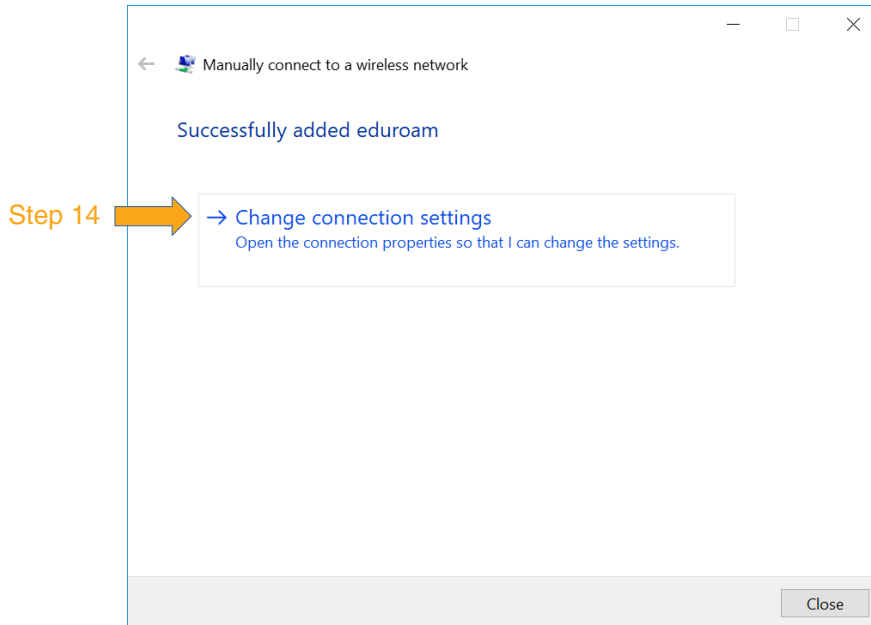 Manually connect to a wireless network
Successfully added eduroam
Step 14
Change connection settings
Open the connection properties so that I can change the settings.
Close